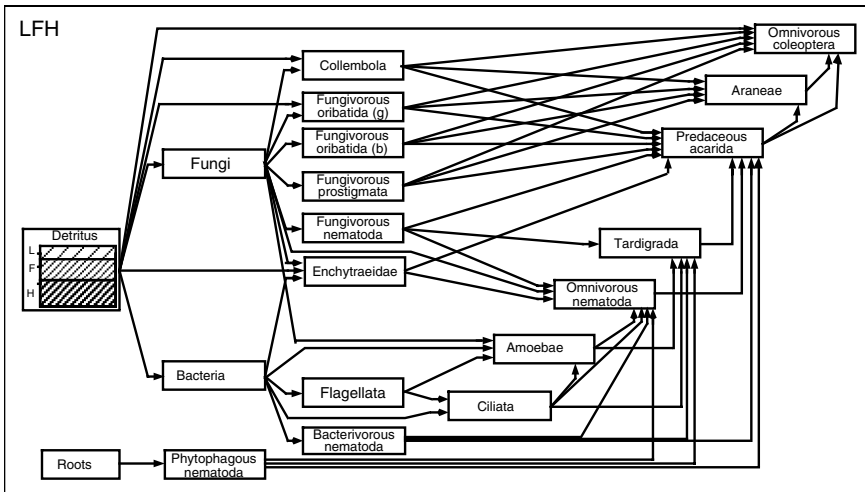 LFH
Omnivorous
coleoptera
Collembola
Araneae
Fungivorous
oribatida (g)
Fungivorous
oribatida (b)
Predaceous
acarida
Fungi
Fungivorous
prostigmata
Fungivorous
nematoda
Detritus
L
F
H
Tardigrada
Enchytraeidae
Omnivorous
nematoda
Amoebae
Bacteria
Flagellata
Ciliata
Bacterivorous
nematoda
Roots
Phytophagous
nematoda